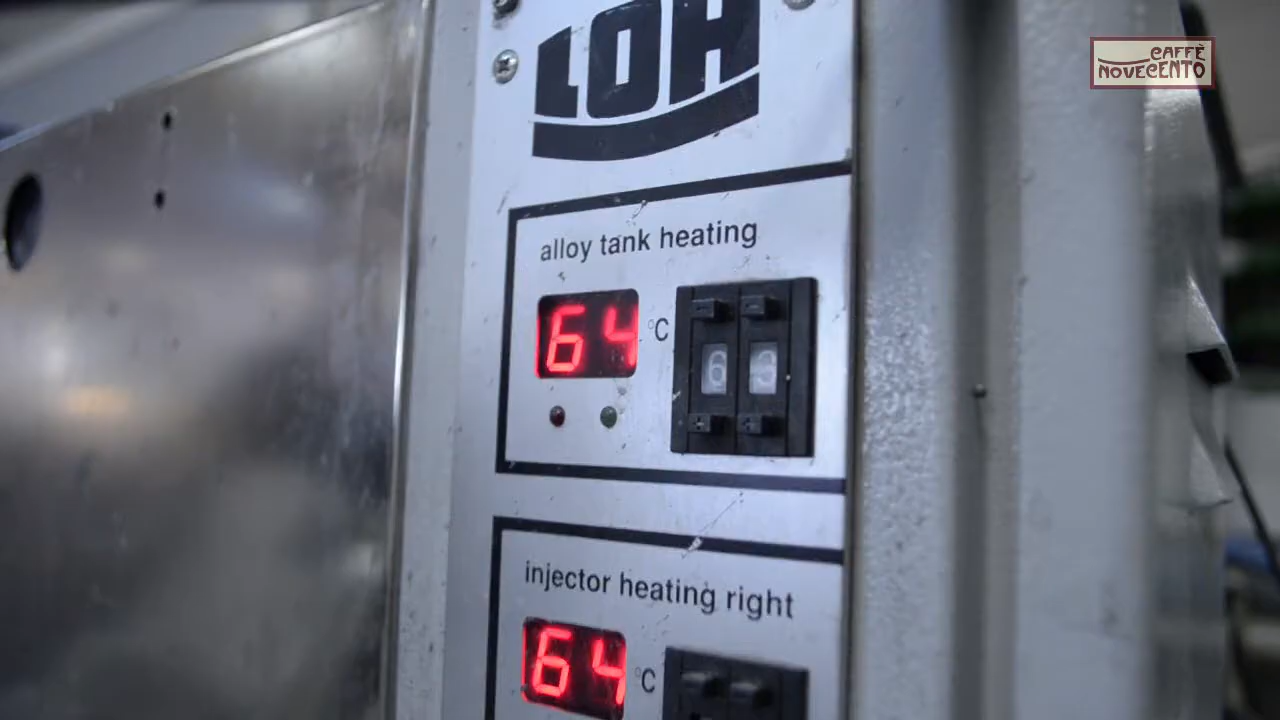 CAFFÈ
NOVECENTO
LOH
alloy tank heating
64 °C
injector heating right
64 °C